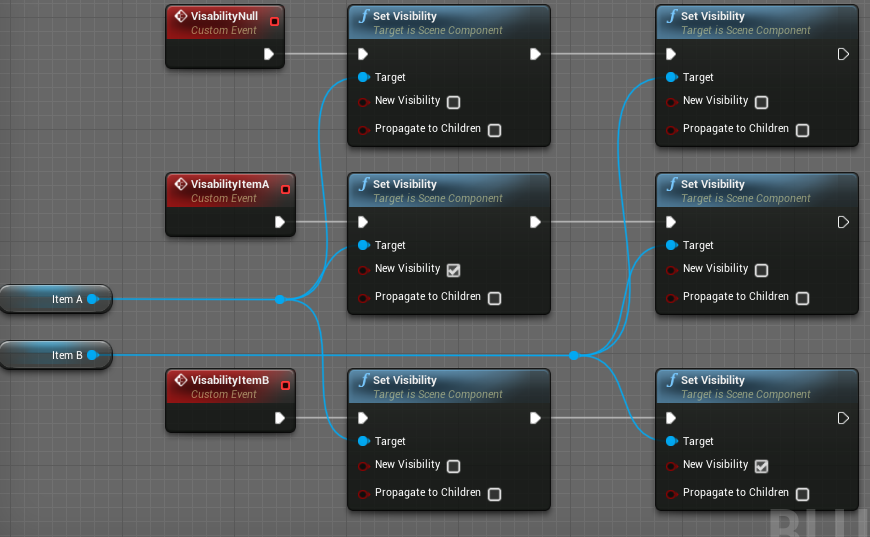 VisabilityNull
Custom Event
Set Visibility
Target is Scene Component
Target
New Visibility
Propagate to Children
Set Visibility
Target is Scene Component
Target
New Visibility
Propagate to Children
VisabilityItemA
Custom Event
Set Visibility
Target is Scene Component
Target
New Visibility
Propagate to Children
Set Visibility
Target is Scene Component
Target
New Visibility
Propagate to Children
Item A
Item B
VisabilityItemB
Custom Event
Set Visibility
Target is Scene Component
Target
New Visibility
Propagate to Children
Set Visibility
Target is Scene Component
Target
New Visibility
Propagate to Children